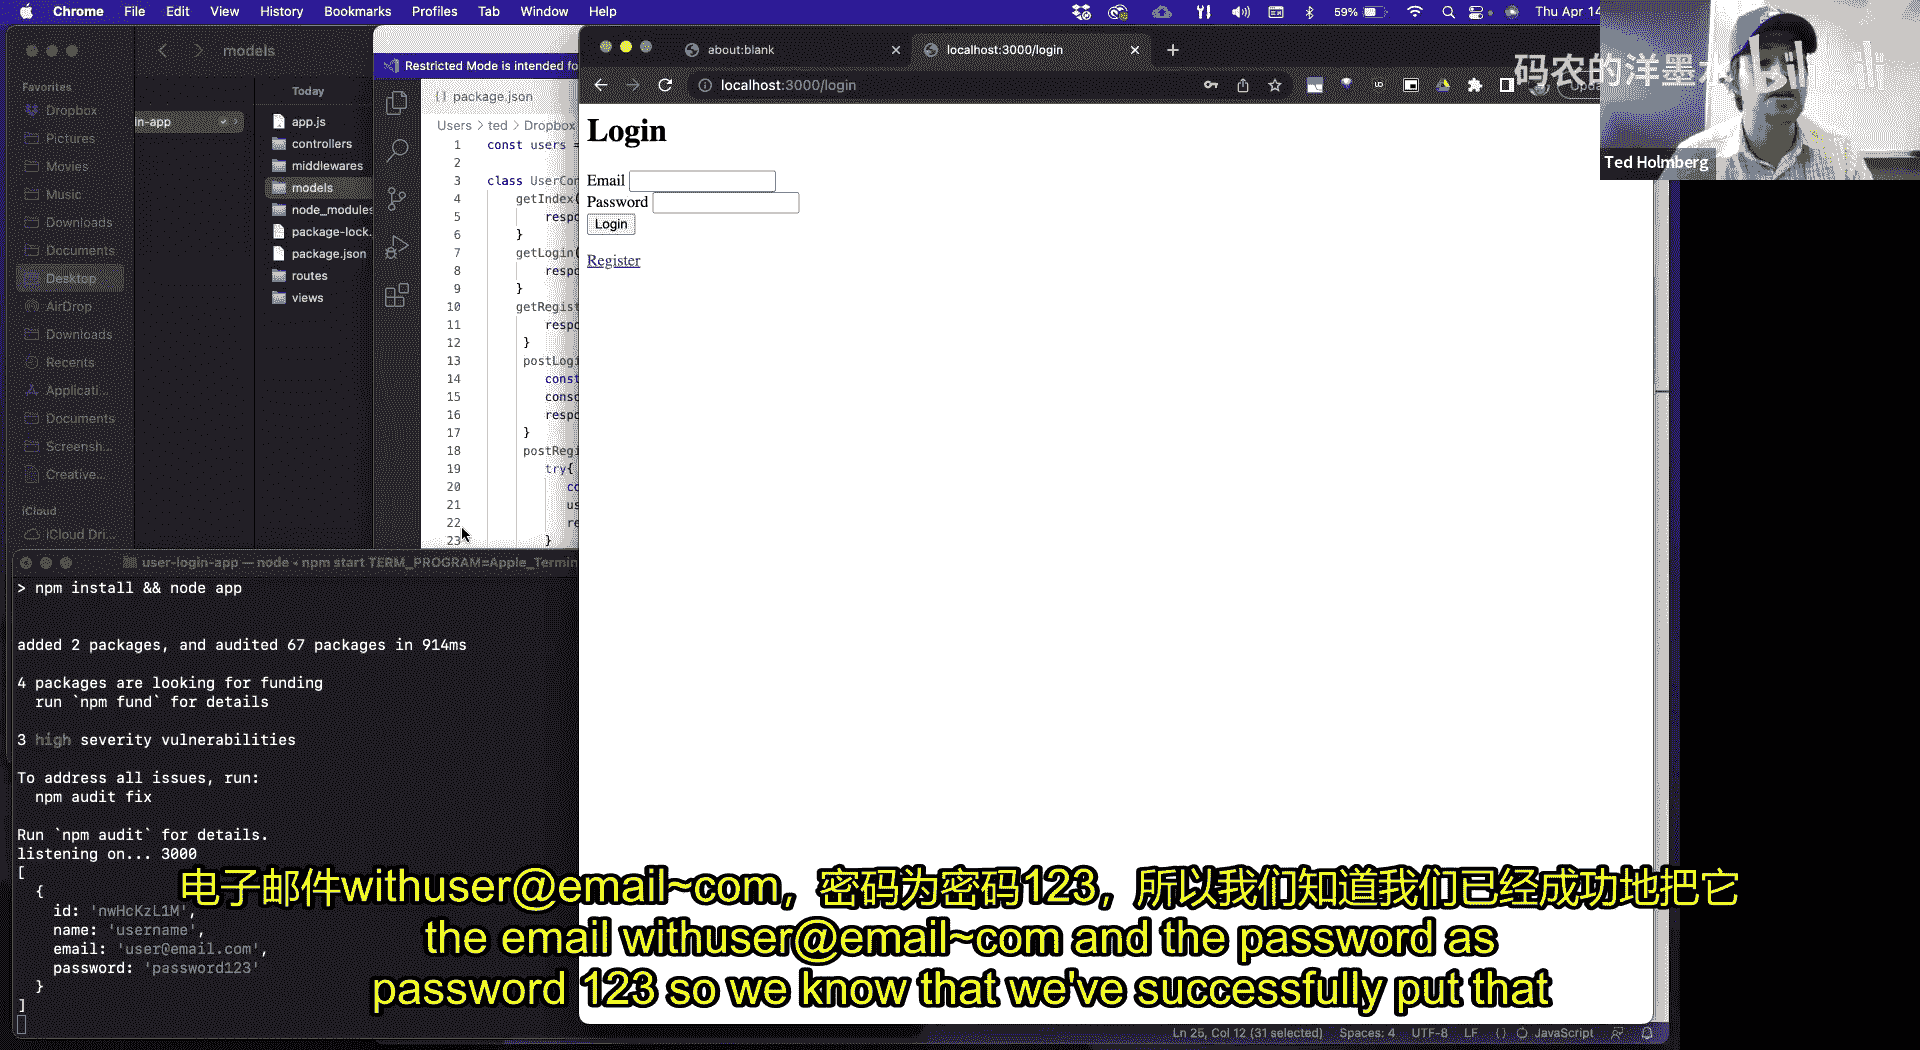 Chrome File Edit View History Bookmarks Profiles Tab Window Help
59%
Thu Apr 14
models
Favorites
Dropbox
Pictures
Movies
Music
Downloads
Documents
Desktop
AirDrop
Downloads
Recents
Applicati...
Documents
Screensh...
Creative...
iCloud
iCloud Dri...
in-app
Today
app.js
controllers
middlewares
models
node_modules
package-lock.
package.json
routes
views
Restricted Mode is intended fo
{ } package.json
Users > ted > Dropbox
1 const users =
2
3 class UserCon
4 getIndex(
5 respo
6 }
7 getLogin(
8 respo
9 }
10 getRegist
11 respo
12 }
13 postLogi
14 const
15 conso
16 respo
17 }
18 postRegi
19 try{
20 co
21 us
22 re
23 }
about:blank
localhost:3000/login
localhost:3000/login
Login
Email
Password
Login
Register
码农的洋墨水
bilibili
Ted Holmberg
user-login-app — node ◂ npm start TERM_PROGRAM=Apple_Termin
> npm install && node app
added 2 packages, and audited 67 packages in 914ms
4 packages are looking for funding
run `npm fund` for details
3 high severity vulnerabilities
To address all issues, run:
npm audit fix
Run `npm audit` for details.
listening on... 3000
[
{
id: 'nwHcKzL1M',
name: 'username',
email: 'user@email.com',
password: 'password123'
}
]
电子邮件withuser@email~com，密码为密码123，所以我们知道我们已经成功地把它
the email withuser@email~com and the password as
password 123 so we know that we've successfully put that
Ln 25, Col 12 (31 selected) Spaces: 4 UTF-8 LF { } JavaScript